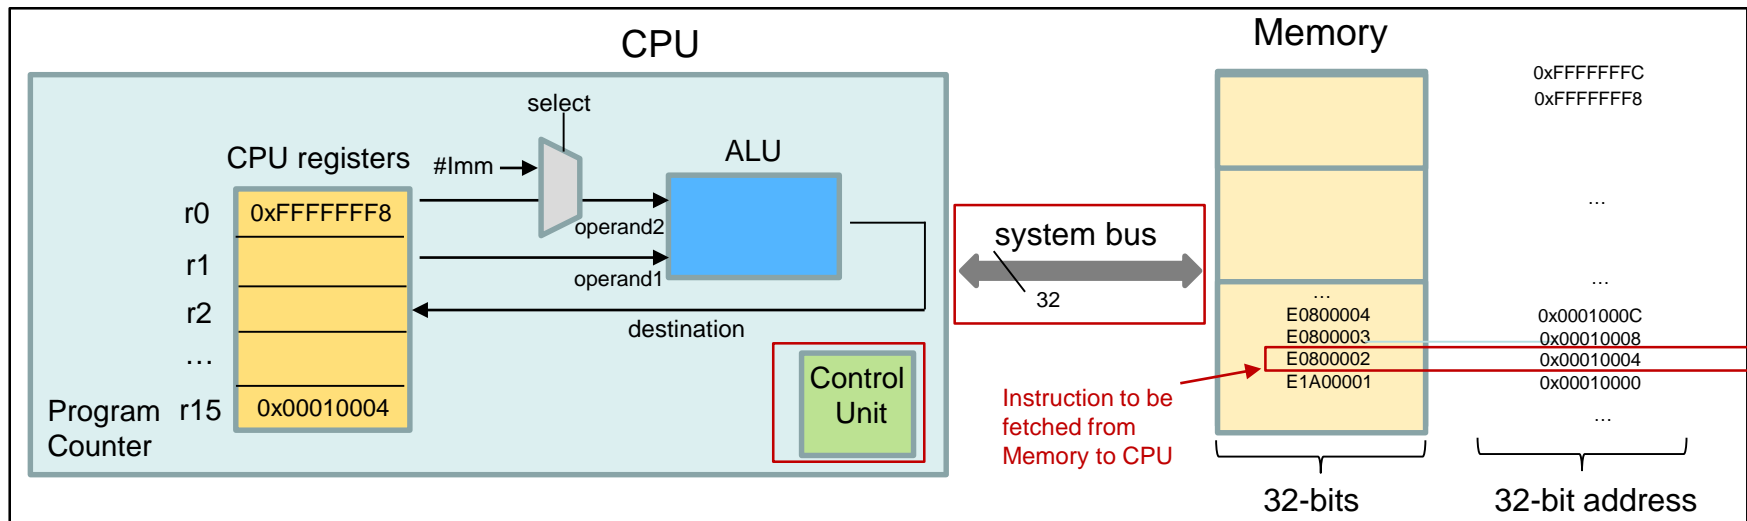 CPU
Memory
select
CPU registers
#Imm
ALU
r0
0xFFFFFFF8
operand2
r1
operand1
r2
destination
…
Program
Counter
r15
0x00010004
Control
Unit
system bus
32
Instruction to be
fetched from
Memory to CPU
0xFFFFFFFC
0xFFFFFFF8
…
…
…
E0800004
0x0001000C
E0800003
0x00010008
E0800002
0x00010004
E1A00001
0x00010000
…
32-bits
32-bit address